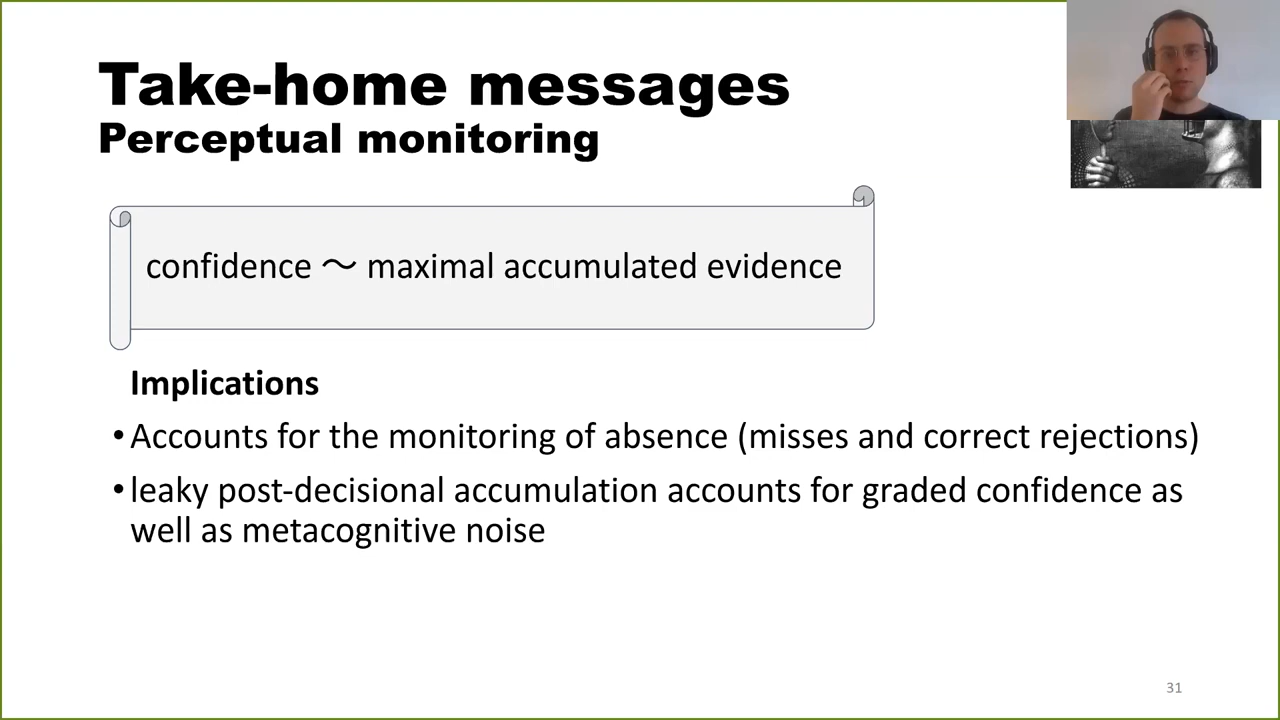 Take-home messages
Perceptual monitoring
confidence ～ maximal accumulated evidence
Implications
•Accounts for the monitoring of absence (misses and correct rejections)
•leaky post-decisional accumulation accounts for graded confidence as
well as metacognitive noise
31